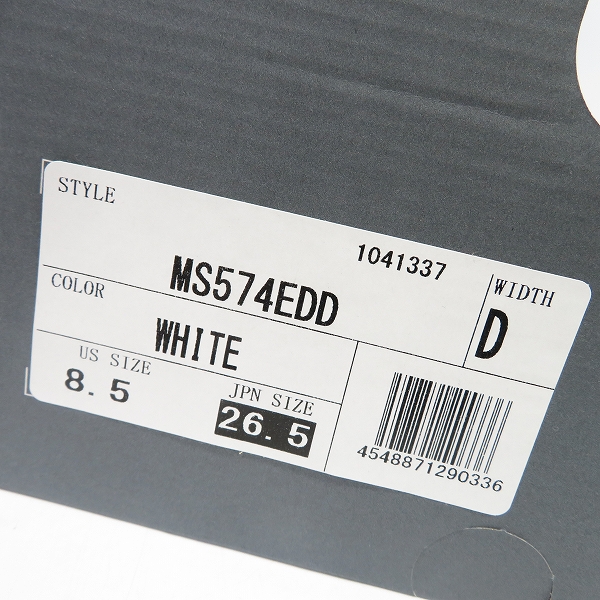 STYLE
1041337
MS574EDD
WIDTH
D
COLOR
WHITE
US SIZE
8.5
JPN SIZE
26.5
4548871290336